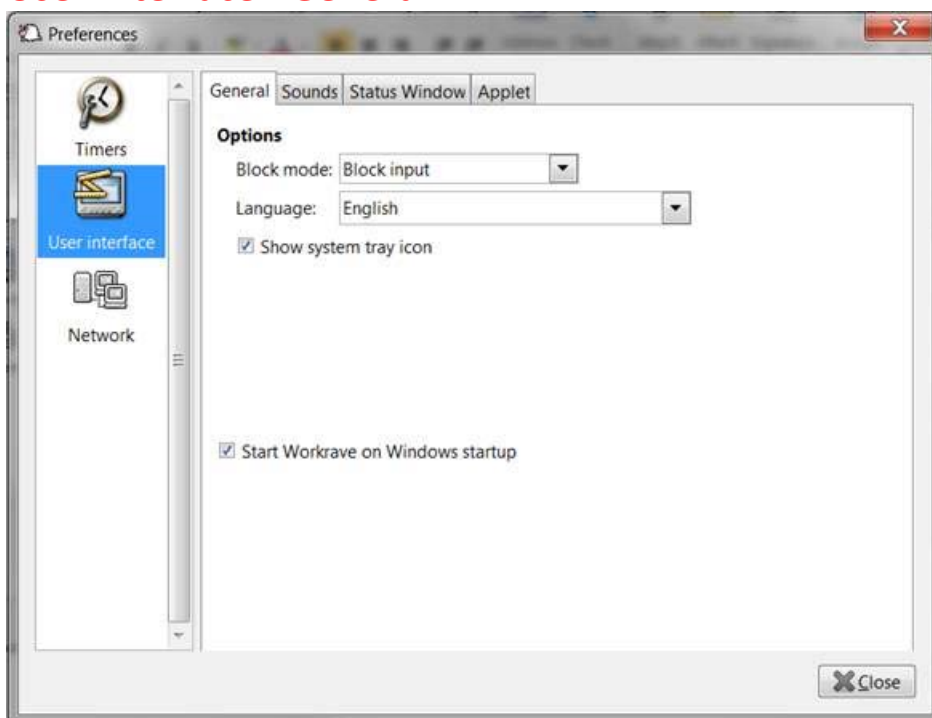 Preferences
General Sounds Status Window Applet
Timers
User interface
Network
Options
Block mode: Block input
Language: English
Show system tray icon
Start Workrave on Windows startup
Close